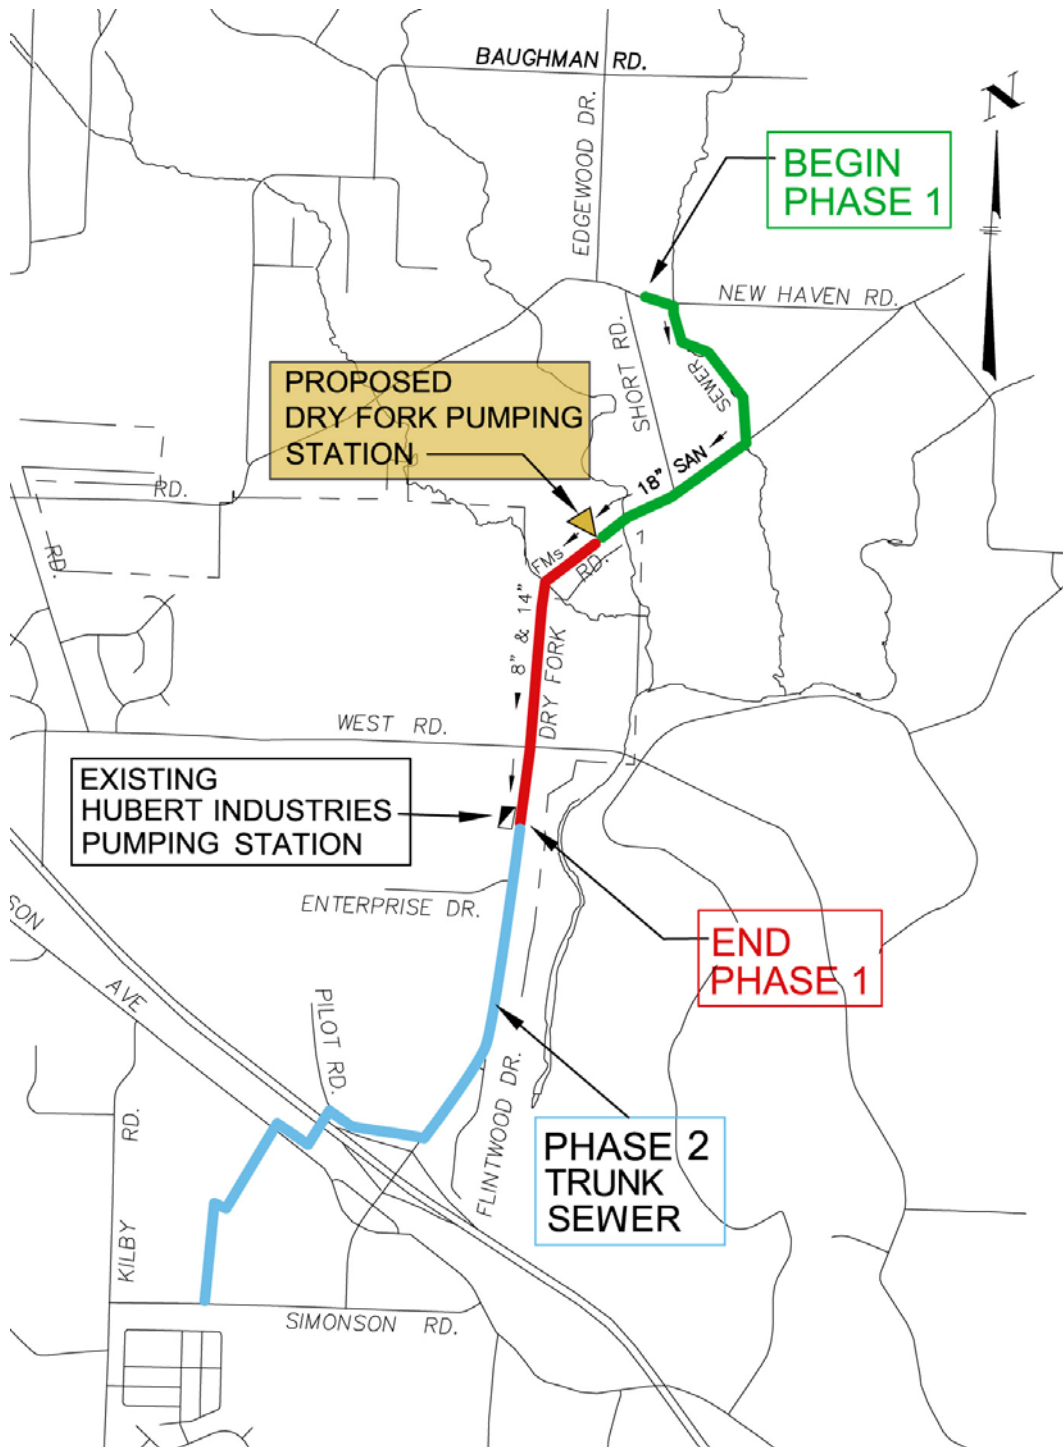 BAUGHMAN RD.
N
EDGEWOOD DR.
BEGIN
PHASE 1
NEW HAVEN RD.
SHORT RD.
SEWER
PROPOSED
DRY FORK PUMPING
STATION
18" SAN
RD.
RD.
FMs
RD.
8" & 14"
DRY FORK
WEST RD.
EXISTING
HUBERT INDUSTRIES
PUMPING STATION
ENTERPRISE DR.
SON
AVE
END
PHASE 1
PILOT RD.
FLINTWOOD DR.
PHASE 2
TRUNK
SEWER
KILBY RD.
SIMONSON RD.